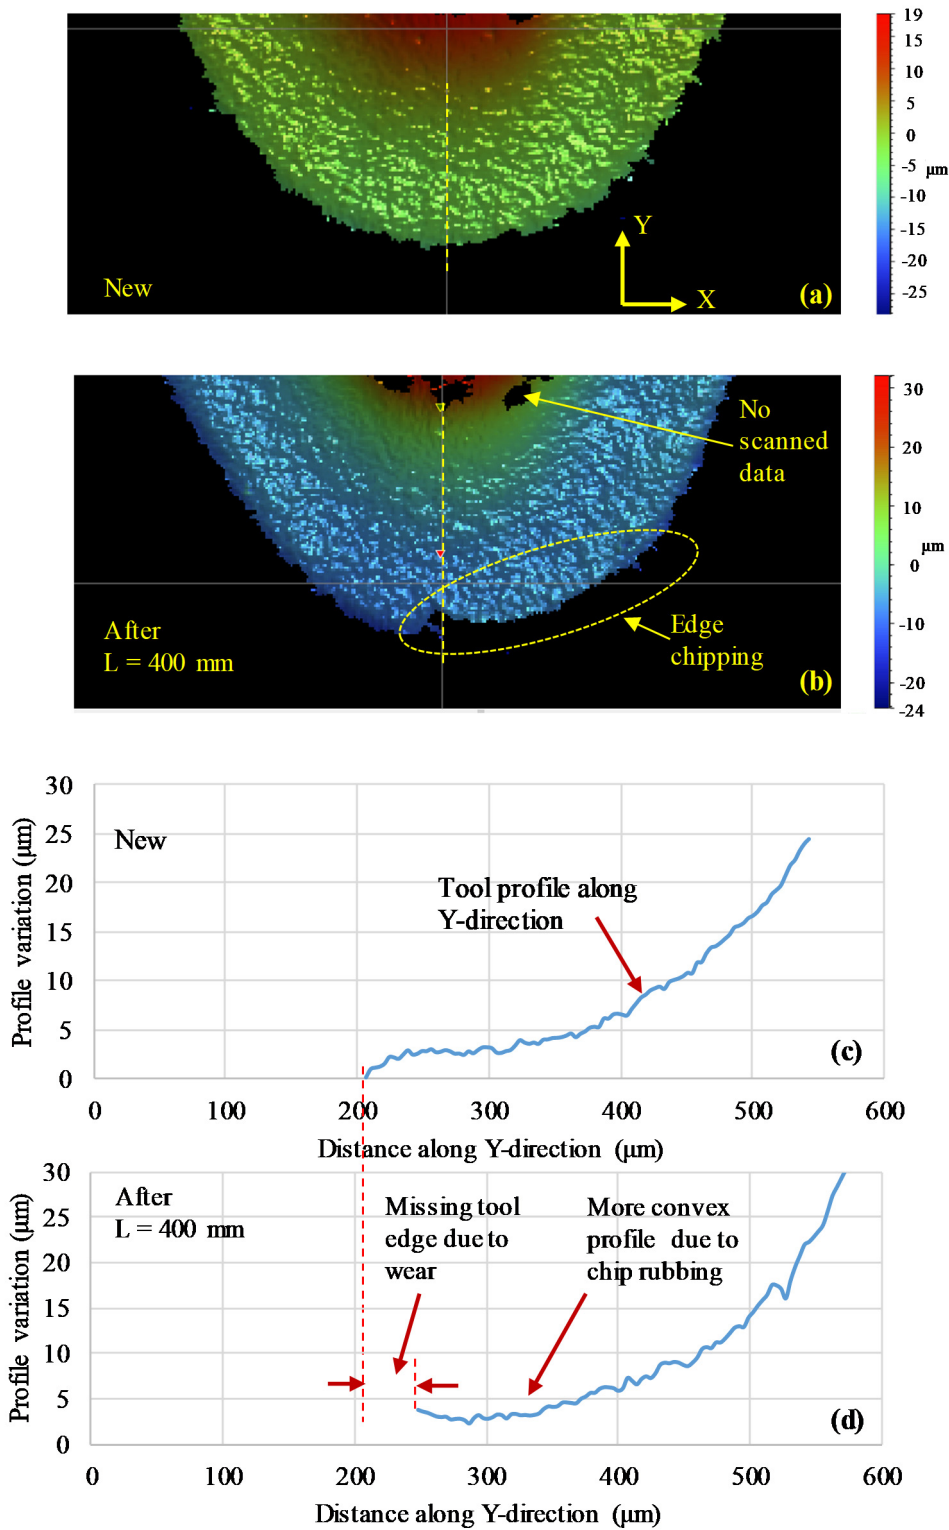 19
15
10
5
0
-5
μm
-10
-15
-20
-25
Y
X
New
(a)
30
20
10
μm
0
-10
-20
-24
No
scanned
data
Edge
chipping
After
L = 400 mm
(b)
30
25
20
15
10
5
0
Profile variation (μm)
New
Tool profile along
Y-direction
(c)
0 100 200 300 400 500 600
Distance along Y-direction (μm)
30
25
20
15
10
5
0
Profile variation (μm)
After
L = 400 mm
Missing tool
edge due to
wear
More convex
profile due to
chip rubbing
(d)
0 100 200 300 400 500 600
Distance along Y-direction (μm)